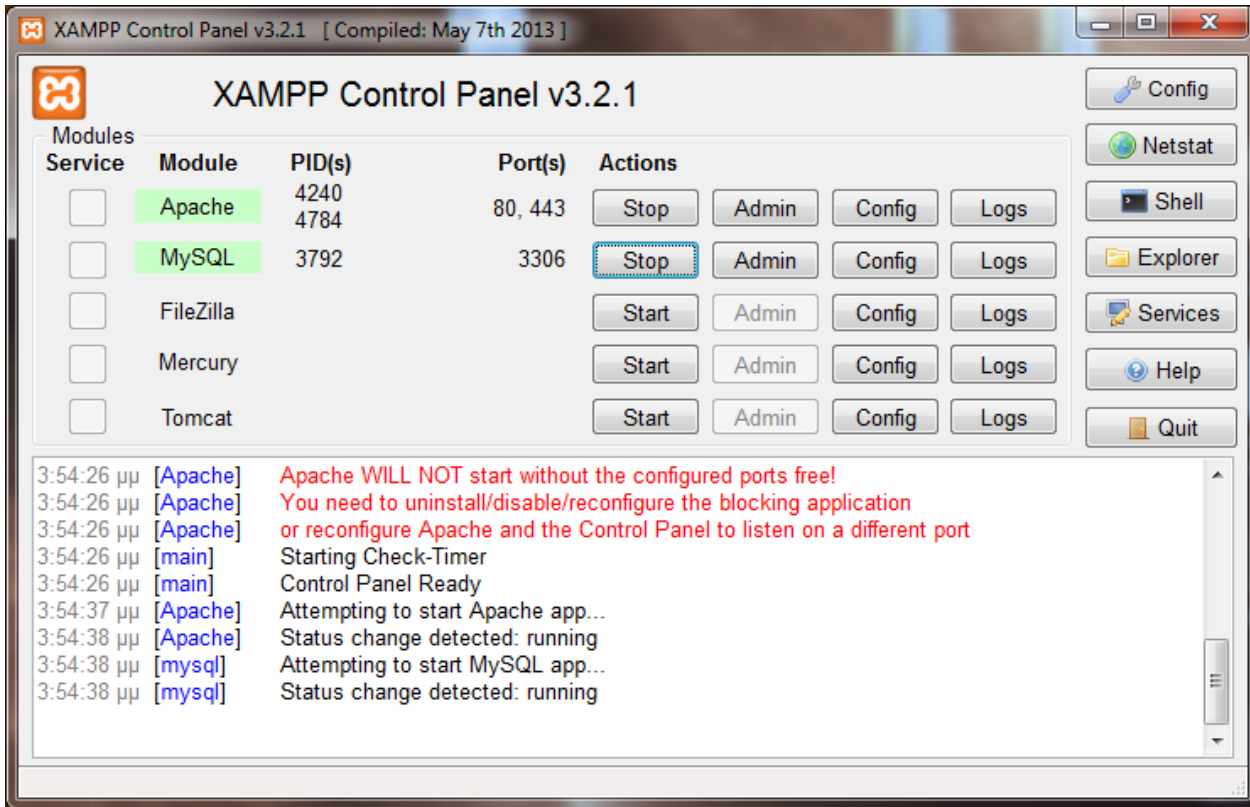 XAMPP Control Panel v3.2.1 [ Compiled: May 7th 2013 ]
XAMPP Control Panel v3.2.1
Config
Modules
Netstat
Service Module PID(s) Port(s) Actions
Apache 4240 4784 80, 443 Stop Admin Config Logs
Shell
MySQL 3792 3306 Stop Admin Config Logs
Explorer
FileZilla Start Admin Config Logs
Services
Mercury Start Admin Config Logs
Help
Tomcat Start Admin Config Logs
Quit
3:54:26 μμ [Apache] Apache WILL NOT start without the configured ports free!
3:54:26 μμ [Apache] You need to uninstall/disable/reconfigure the blocking application
3:54:26 μμ [Apache] or reconfigure Apache and the Control Panel to listen on a different port
3:54:26 μμ [main] Starting Check-Timer
3:54:26 μμ [main] Control Panel Ready
3:54:37 μμ [Apache] Attempting to start Apache app...
3:54:38 μμ [Apache] Status change detected: running
3:54:38 μμ [mysql] Attempting to start MySQL app...
3:54:38 μμ [mysql] Status change detected: running